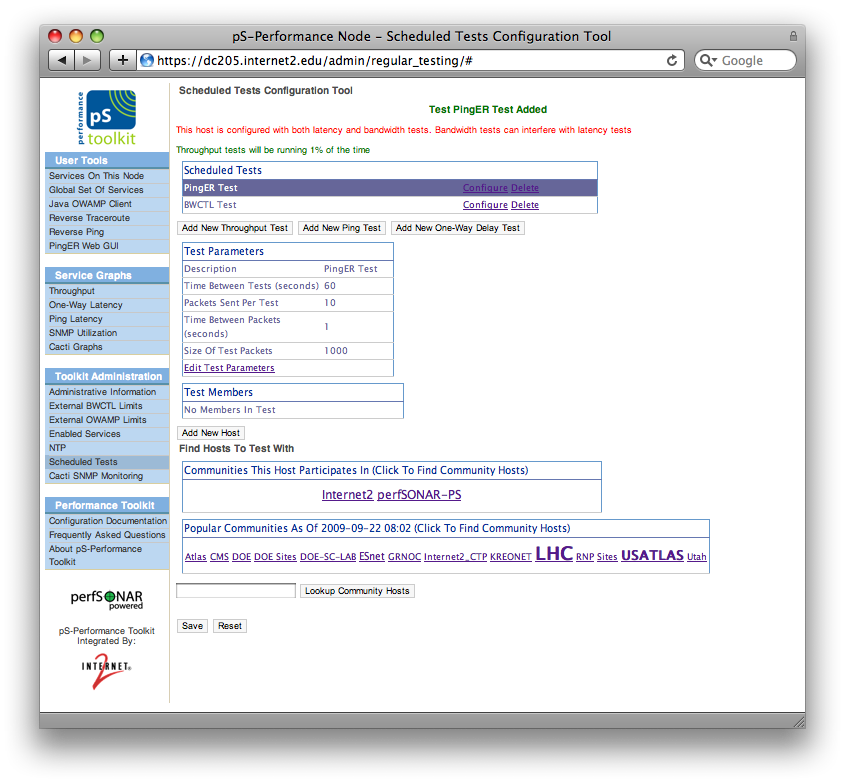 pS-Performance Node - Scheduled Tests Configuration Tool
https://dc205.internet2.edu/admin/regular_testing/#
Google
performance
pS
toolkit
User Tools
Services On This Node
Global Set Of Services
Java OWAMP Client
Reverse Traceroute
Reverse Ping
PingER Web GUI
Service Graphs
Throughput
One-Way Latency
Ping Latency
SNMP Utilization
Cacti Graphs
Toolkit Administration
Administrative Information
External BWCTL Limits
External OWAMP Limits
Enabled Services
NTP
Scheduled Tests
Cacti SNMP Monitoring
Performance Toolkit
Configuration Documentation
Frequently Asked Questions
About pS-Performance
Toolkit
perfSONAR
powered
pS-Performance Toolkit
Integrated By:
INTERNET
2
Scheduled Tests Configuration Tool
Test PingER Test Added
This host is configured with both latency and bandwidth tests. Bandwidth tests can interfere with latency tests
Throughput tests will be running 1% of the time
Scheduled Tests
PingER Test Configure Delete
BWCTL Test Configure Delete
Add New Throughput Test Add New Ping Test Add New One-Way Delay Test
Test Parameters
Description PingER Test
Time Between Tests (seconds) 60
Packets Sent Per Test 10
Time Between Packets
(seconds) 1
Size Of Test Packets 1000
Edit Test Parameters
Test Members
No Members In Test
Add New Host
Find Hosts To Test With
Communities This Host Participates In (Click To Find Community Hosts)
Internet2 perfSONAR-PS
Popular Communities As Of 2009-09-22 08:02 (Click To Find Community Hosts)
Atlas CMS DOE DOE Sites DOE-SC-LAB ESnet GRNOC Internet2_CTP KREONET LHC RNP Sites USATLAS Utah
Lookup Community Hosts
Save Reset